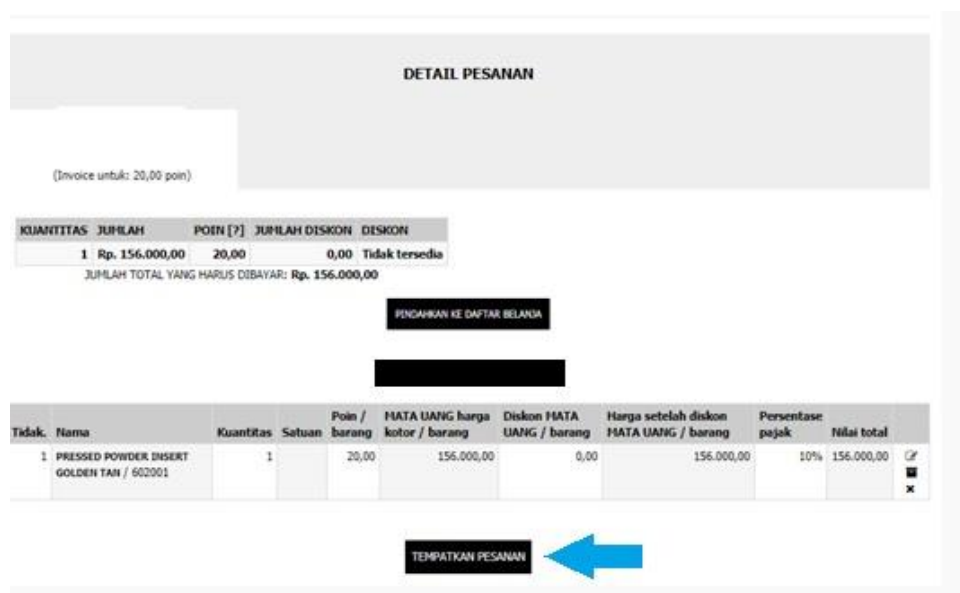 DETAIL PESANAN
(Invoice untuk: 20,00 poin)
KUANTITAS JUMLAH POIN [?] JUMLAH DISKON DISKON
1 Rp. 156.000,00 20,00 0,00 Tidak tersedia
JUMLAH TOTAL YANG HARUS DIBAYAR: Rp. 156.000,00
PINDAHKAN KE DAFTAR BELANJA
Poin / MATA UANG harga Diskon MATA Harga setelah diskon Persentase
Tidak. Nama Kuantitas Satuan barang kotor / barang UANG / barang MATA UANG / barang pajak Nilai total
1 PRESSED POWDER INSERT 1 20,00 156.000,00 0,00 156.000,00 10% 156.000,00
GOLDEN TAN / 602001
TEMPATKAN PESANAN